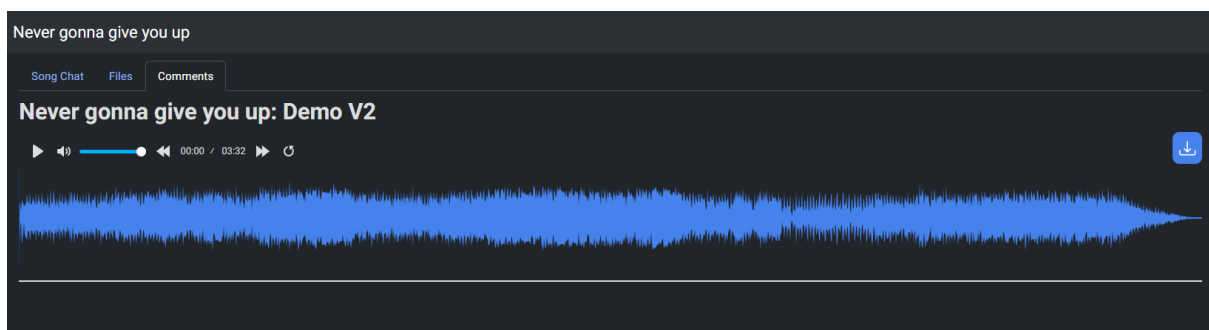 Never gonna give you up
Song Chat Files Comments
Never gonna give you up: Demo V2
00:00 / 03:32